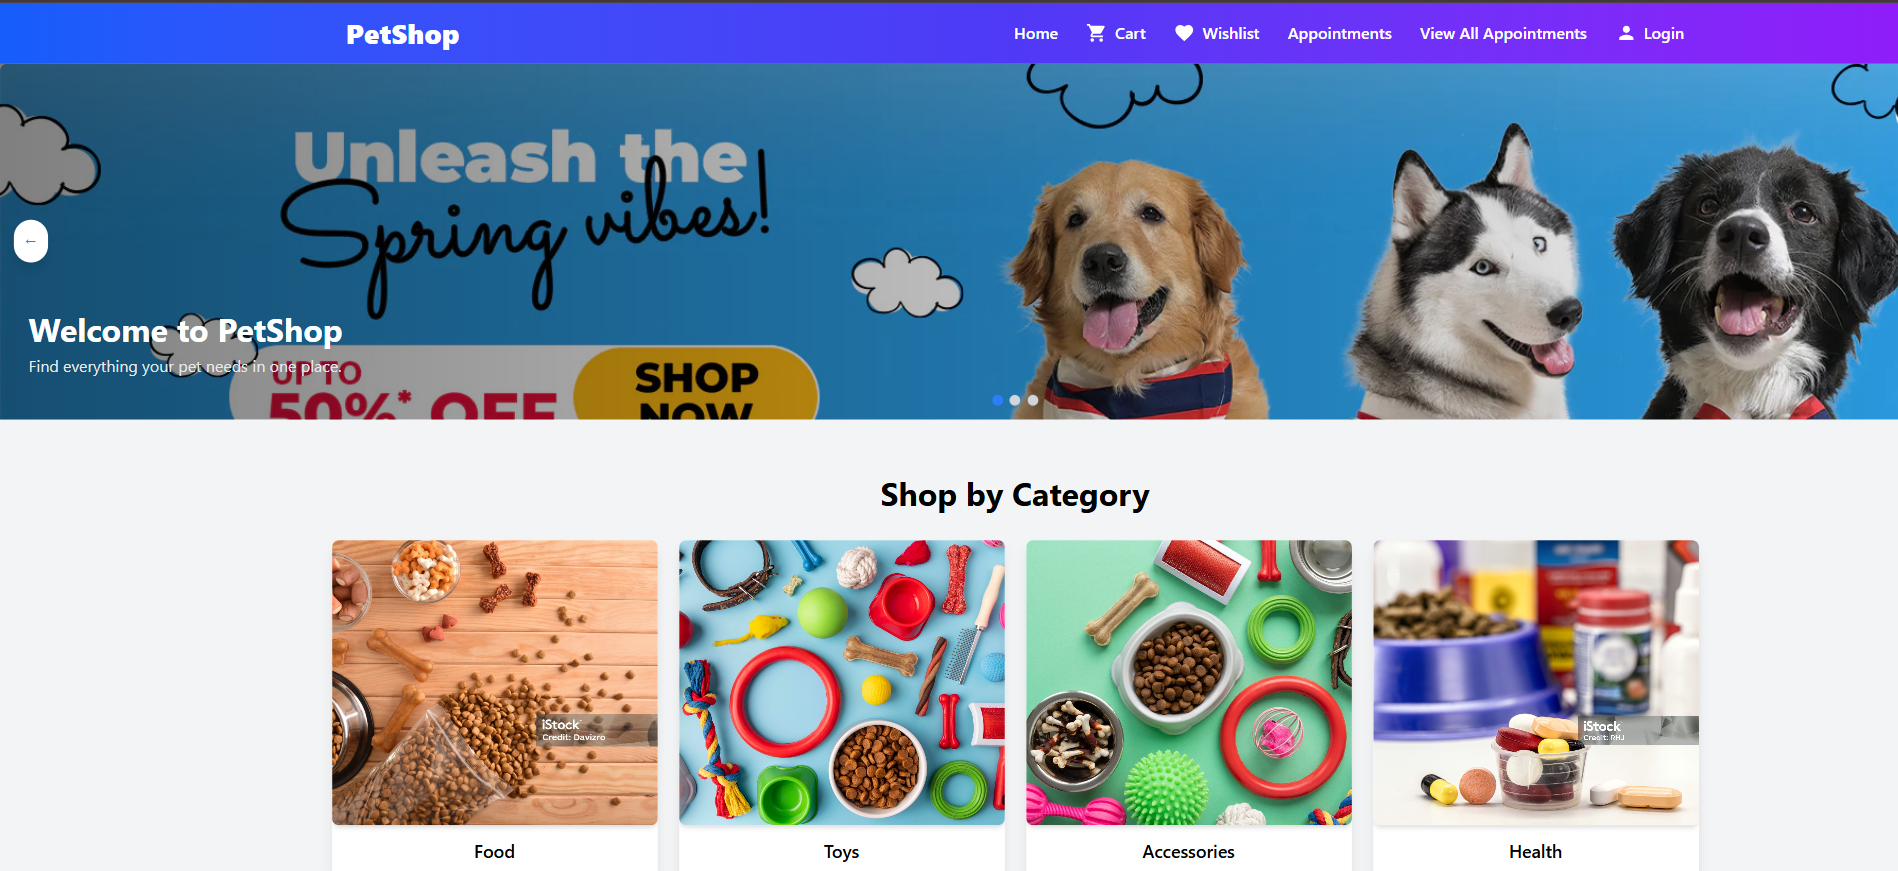 PetShop
Home
Cart
Wishlist
Appointments
View All Appointments
Login
Unleash the
Spring vibes!
←
Welcome to PetShop
Find everything your pet needs in one place.
UP TO
50%* OFF
SHOP
NOW
Shop by Category
iStock
Credit: Davizro
iStock
Credit: RHJ
Food
Toys
Accessories
Health